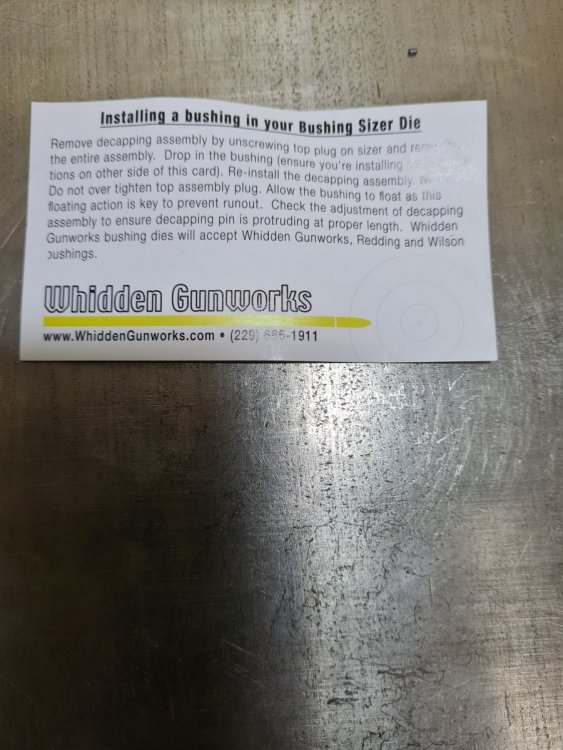 Installing a bushing in your Bushing Sizer Die
Remove decapping assembly by unscrewing top plug on sizer and
the entire assembly. Drop in the bushing (ensure you're installing
tions on other side of this card). Re-install the decapping assembly.
Do not over tighten top assembly plug. Allow the bushing to float as this
floating action is key to prevent runout. Check the adjustment of decapping
assembly to ensure decapping pin is protruding at proper length. Whidden
Gunworks bushing dies will accept Whidden Gunworks, Redding and Wilson
bushings.
Whidden Gunworks
www.WhiddenGunworks.com • (229) 686-1911